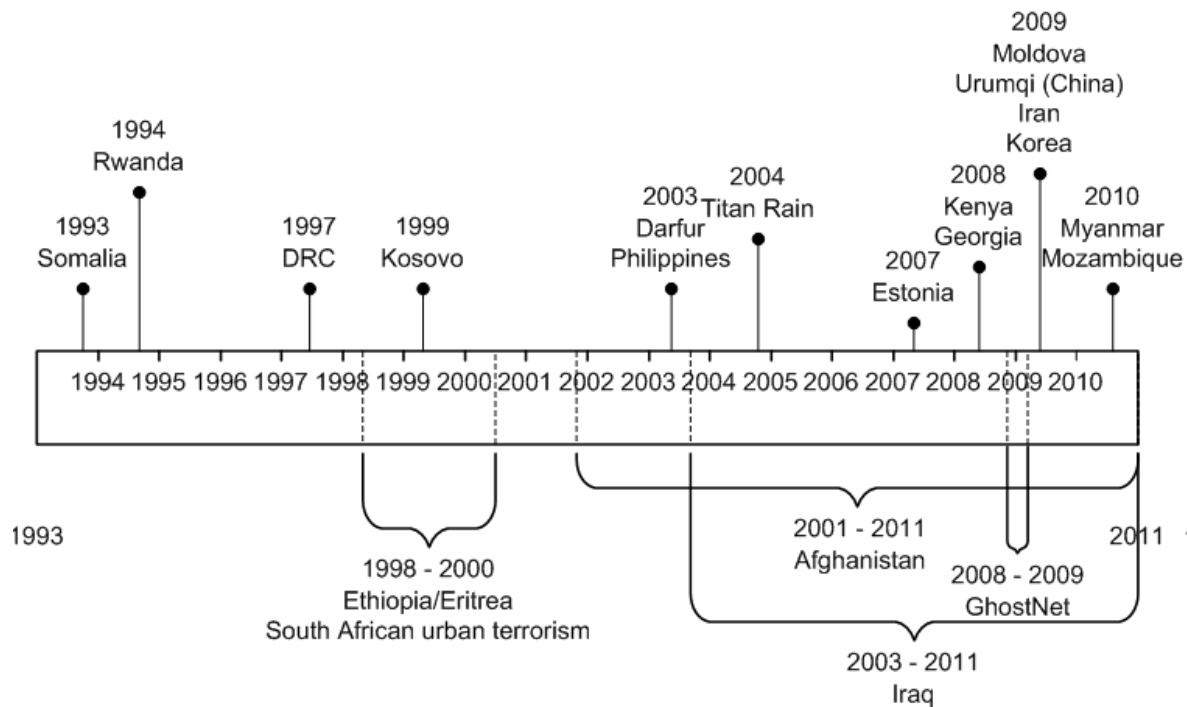 2009
Moldova
Urumqi (China)
Iran
Korea
1994
Rwanda
2004
Titan Rain
2008
Kenya
Georgia
1993
Somalia
1997
DRC
1999
Kosovo
2003
Darfur
Philippines
2010
Myanmar
Mozambique
2007
Estonia
1994 1995 1996 1997 1998 1999 2000 2001 2002 2003 2004 2005 2006 2007 2008 2009 2010
1993
2011
1998 - 2000
Ethiopia/Eritrea
South African urban terrorism
2001 - 2011
Afghanistan
2008 - 2009
GhostNet
2003 - 2011
Iraq